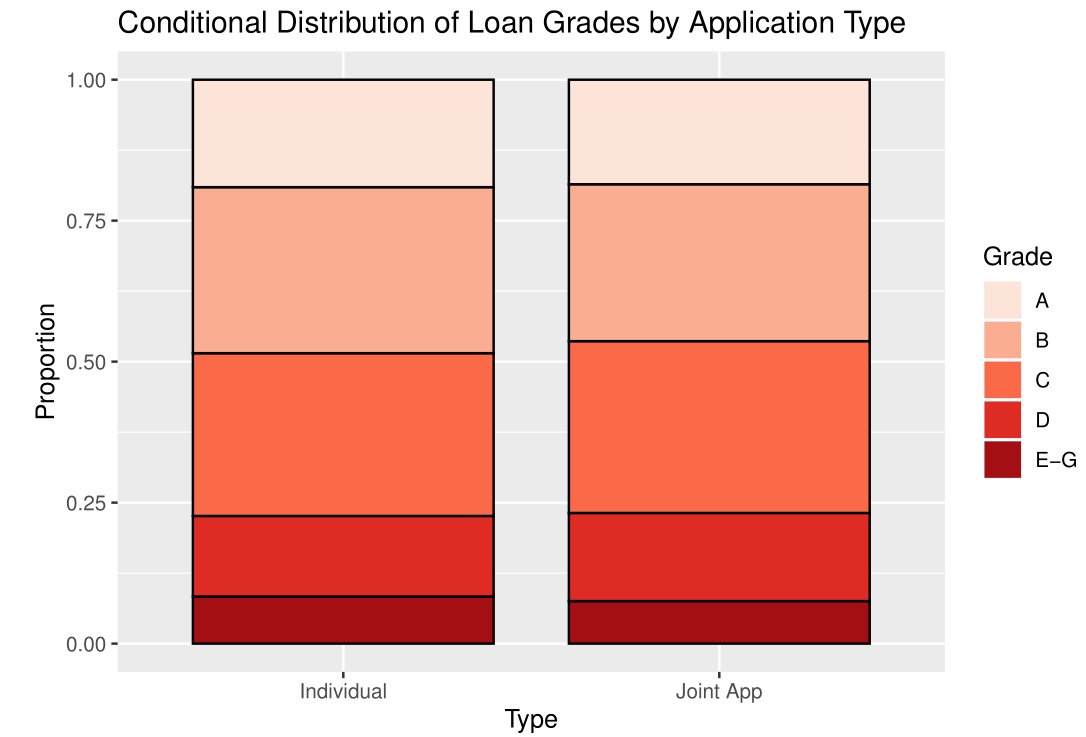 Conditional Distribution of Loan Grades by Application Type
1.00
0.75
0.50
0.25
0.00
Proportion
Individual
Joint App
Type
Grade
A
B
C
D
E−G